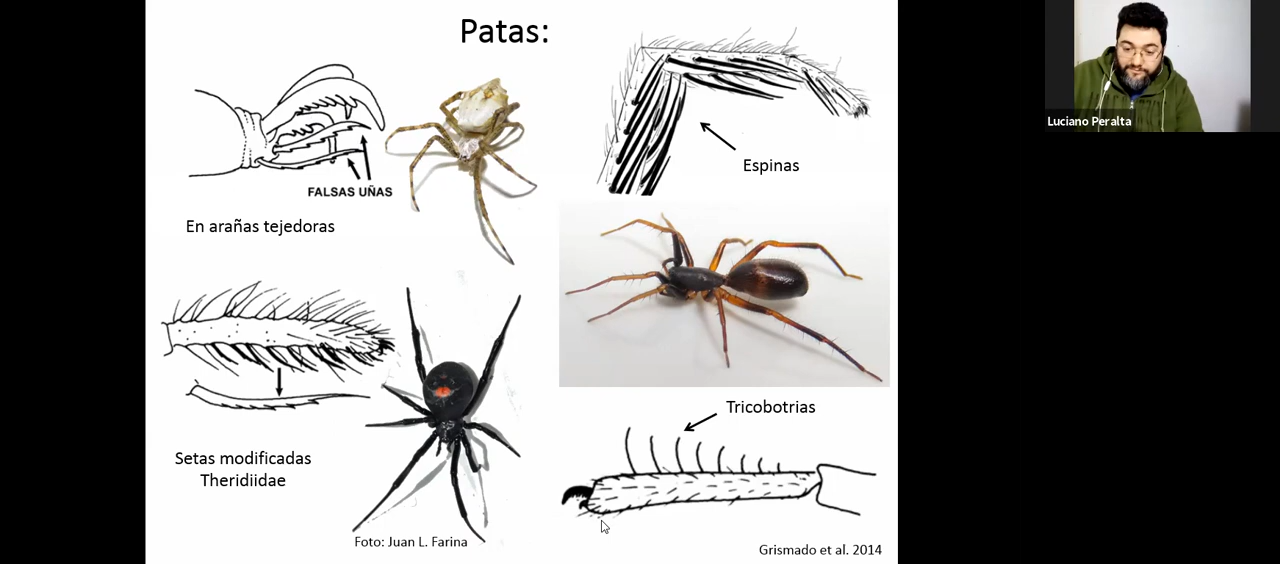 Patas:
FALSAS UÑAS
En arañas tejedoras
Espinas
Setas modificadas
Theridiidae
Foto: Juan L. Farina
Tricobotrias
Grismado et al. 2014
Luciano Peralta